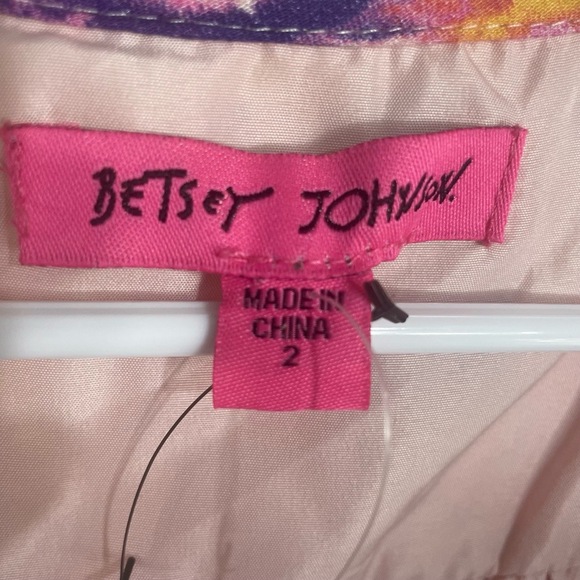 BETSEY JOHNSON.
MADE IN
CHINA
2